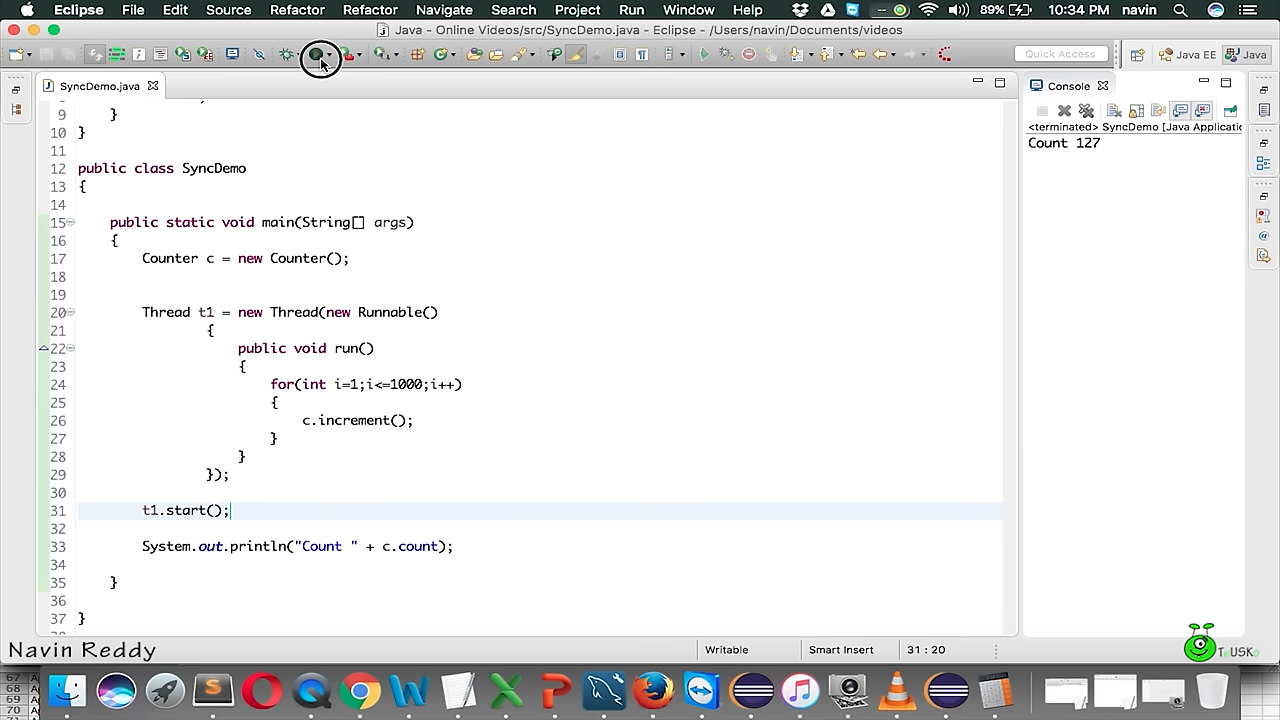 Eclipse File Edit Source Refactor Refactor Navigate Search Project Run Window Help 89% 10:34 PM navin
Java - Online Videos/src/SyncDemo.java - Eclipse - /Users/navin/Documents/videos
Quick Access Java EE Java
SyncDemo.java
Console
<terminated> SyncDemo [Java Applicatio
Count 127
9 }
10 }
11
12 public class SyncDemo
13 {
14
15 public static void main(String[] args)
16 {
17 Counter c = new Counter();
18
19
20 Thread t1 = new Thread(new Runnable()
21 {
22 public void run()
23 {
24 for(int i=1;i<=1000;i++)
25 {
26 c.increment();
27 }
28 }
29 });
30
31 t1.start();
32
33 System.out.println("Count " + c.count);
34
35 }
36
37 }
Navin Reddy
Writable Smart Insert 31 : 20
67
68
69
70